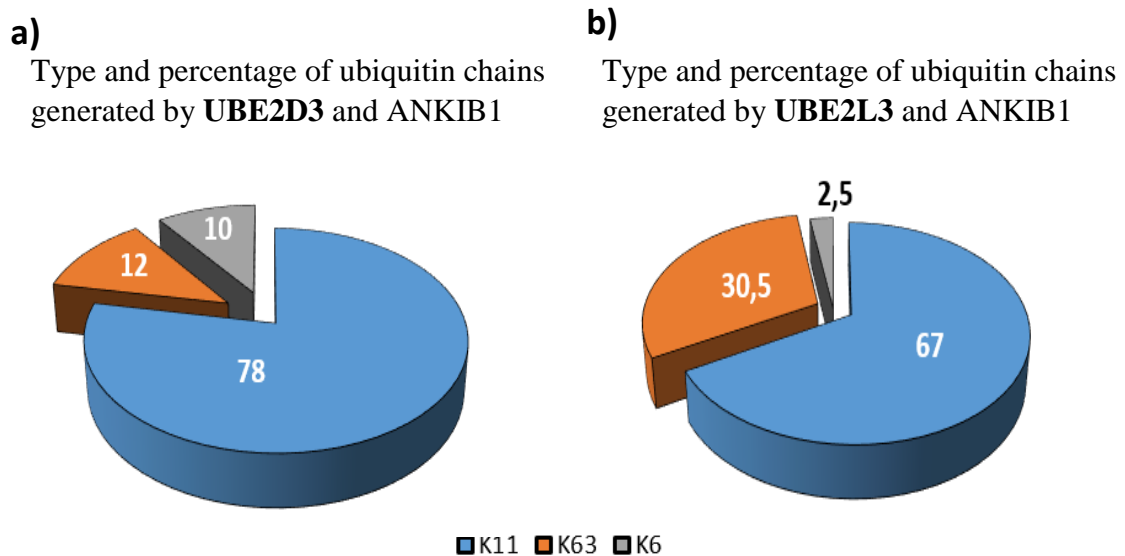 a)
Type and percentage of ubiquitin chains
generated by UBE2D3 and ANKIB1
10
12
78
b)
Type and percentage of ubiquitin chains
generated by UBE2L3 and ANKIB1
2,5
30,5
67
K11 K63 K6